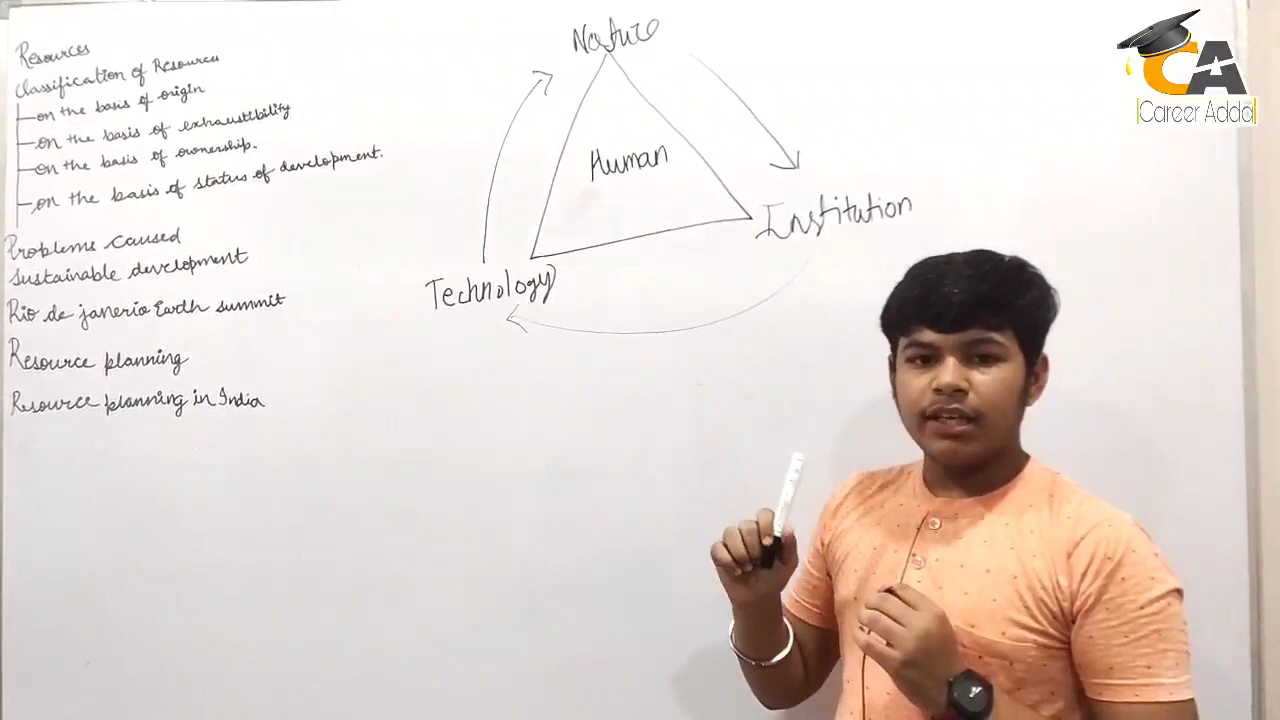 Resources
Classification of Resources
on the basis of origin
on the basis of exhaustibility
on the basis of ownership.
on the basis of status of development.
Problems caused
sustainable development
Rio de janerio Earth summit
Resource planning
Resource planning in India
Nature
Human
Institution
Technology
CA
Career Adda